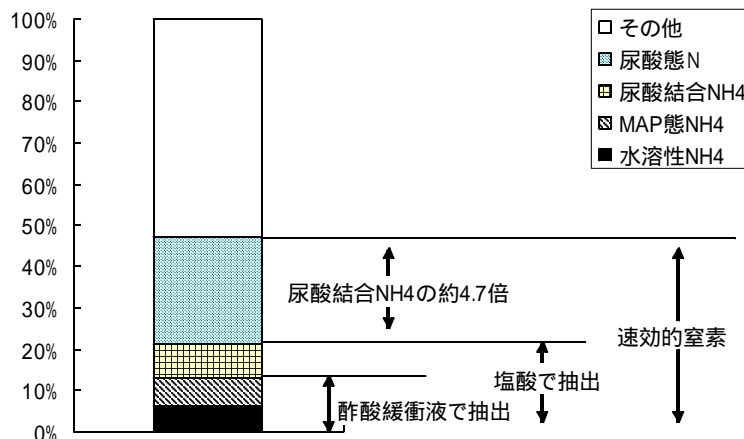 100%
90%
80%
70%
60%
50%
40%
30%
20%
10%
0%
その他
尿酸態N
尿酸結合NH4
MAP態NH4
水溶性NH4
尿酸結合NH4の約4.7倍
速効的窒素
塩酸で抽出
酢酸緩衝液で抽出